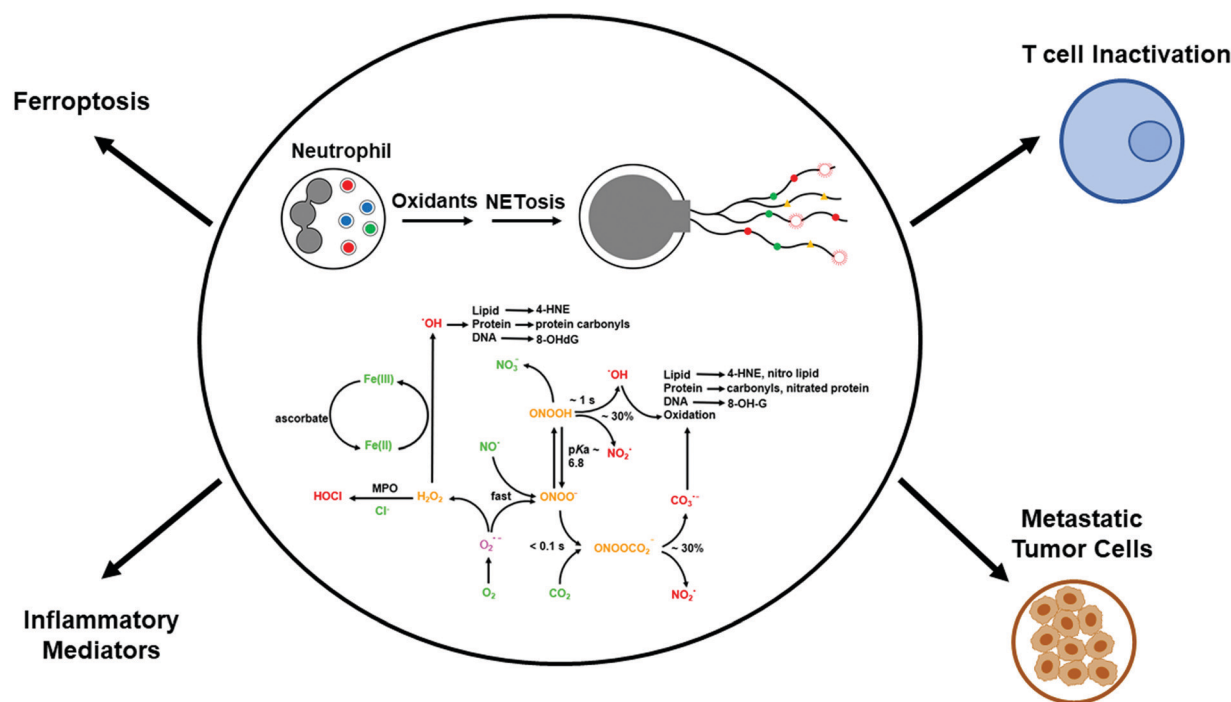 T cell Inactivation
Ferroptosis
Neutrophil
Oxidants
NETosis
Lipid 4-HNE
˙OH Protein protein carbonyls
DNA 8-OHdG
NO₃⁻
˙OH
Lipid 4-HNE, nitro lipid
Fe(III)
~ 1 s
Protein carbonyls, nitrated protein
DNA 8-OH-G
ascorbate
ONOOH
~ 30%
Oxidation
Fe(II)
NO˙
pKa ~
6.8
NO₂˙
HOCl
MPO
Cl⁻
H₂O₂
fast
ONOO⁻
CO₃˙⁻
O₂˙⁻
< 0.1 s
ONOOCO₂⁻
~ 30%
O₂
CO₂
NO₂˙
Metastatic
Tumor Cells
Inflammatory
Mediators